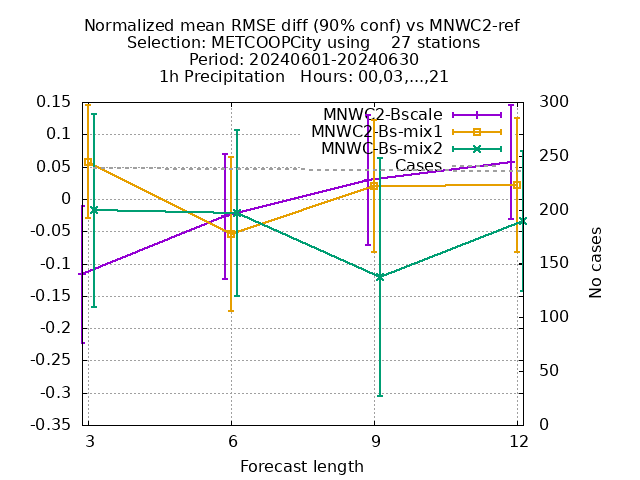 Normalized mean RMSE diff (90% conf) vs MNWC2-ref
Selection: METCOOPCity using    27 stations
Period: 20240601-20240630
1h Precipitation   Hours: 00,03,...,21
MNWC2-Bscale
MNWC2-Bs-mix1
MNWC-Bs-mix2
Cases
0.15
0.1
0.05
0
-0.05
-0.1
-0.15
-0.2
-0.25
-0.3
-0.35
300
250
200
150
100
50
0
No cases
3 6 9 12
Forecast length